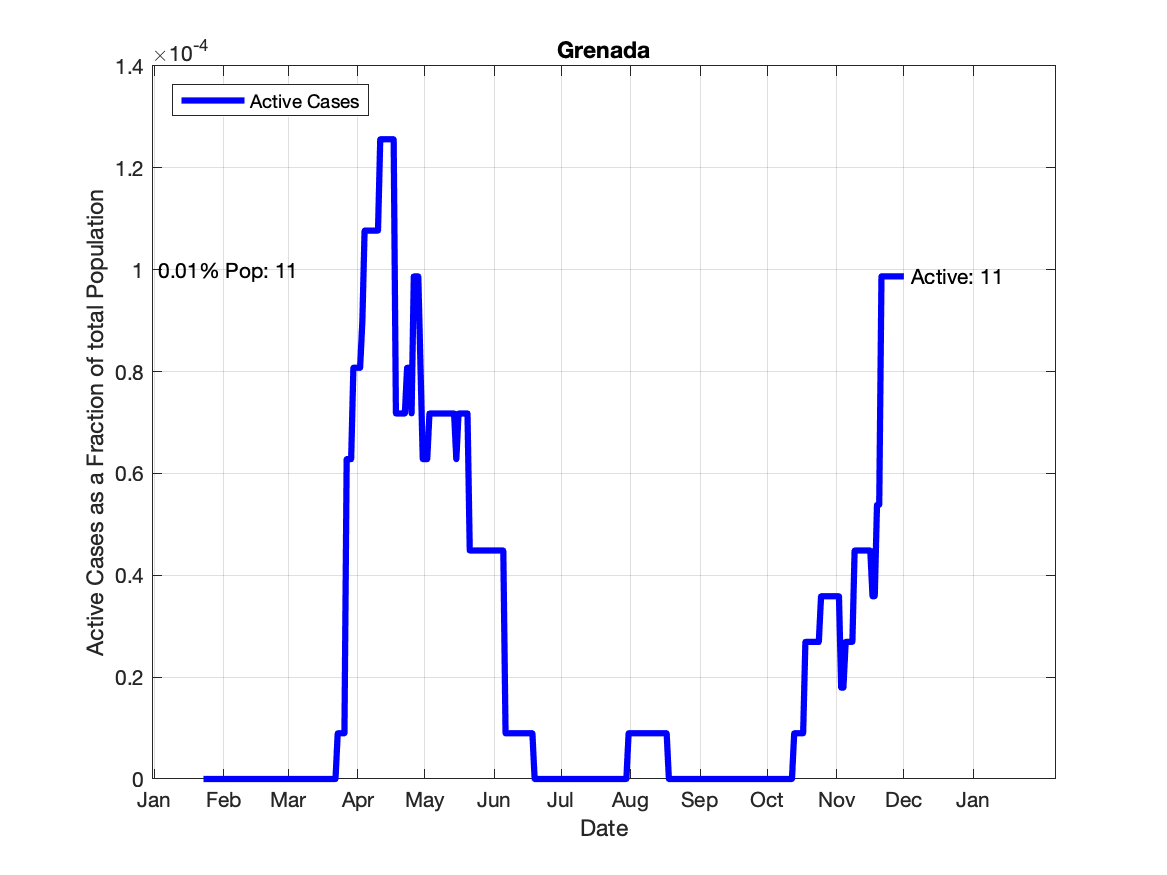 Grenada
×10-4
Active Cases
1.4
1.2
1
0.8
0.6
0.4
0.2
0
0.01% Pop: 11
Active: 11
Active Cases as a Fraction of total Population
Jan Feb Mar Apr May Jun Jul Aug Sep Oct Nov Dec Jan
Date